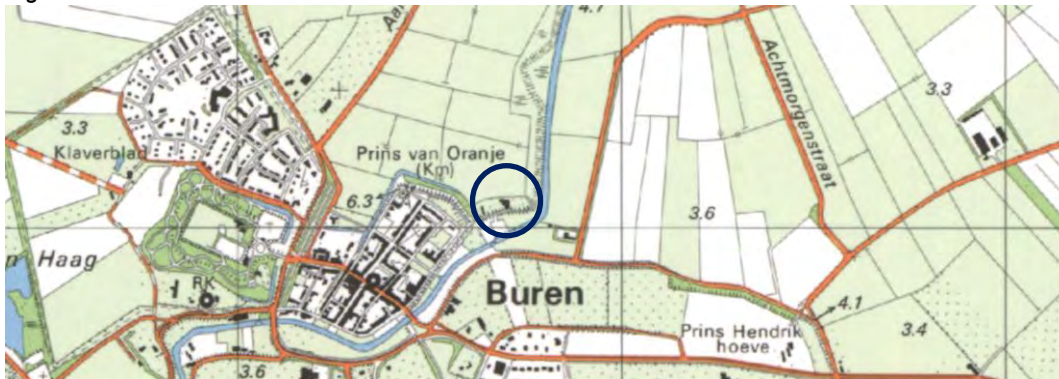 4.1
3.3
Klaverblad
Prins van Oranje
(Km)
6.3
Achtmorgenstraat
3.3
3.6
n Haag
RK
Buren
4.1
3.4
Prins Hendrik
hoeve
3.6